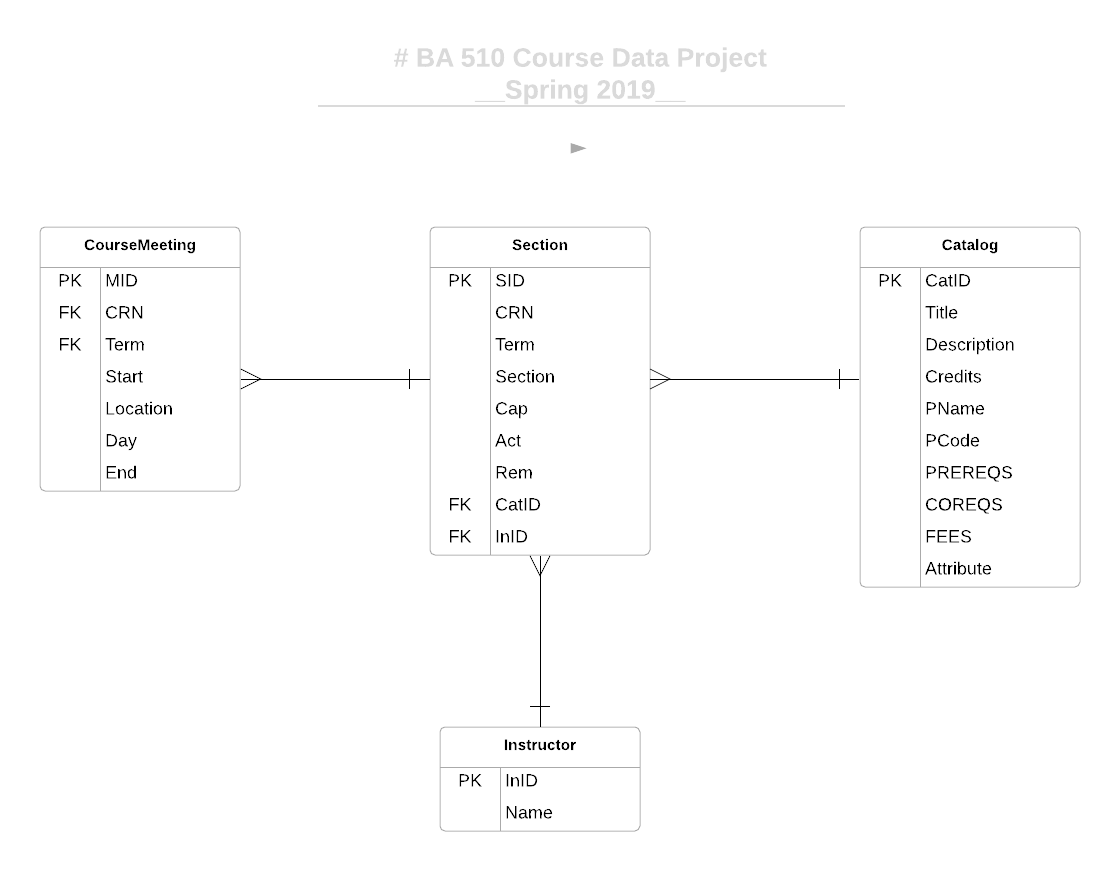 # BA 510 Course Data Project
__Spring 2019__
CourseMeeting
PK MID
FK CRN
FK Term
Start
Location
Day
End
Section
PK SID
CRN
Term
Section
Cap
Act
Rem
FK CatID
FK InID
Catalog
PK CatID
Title
Description
Credits
PName
PCode
PREREQS
COREQS
FEES
Attribute
Instructor
PK InID
Name